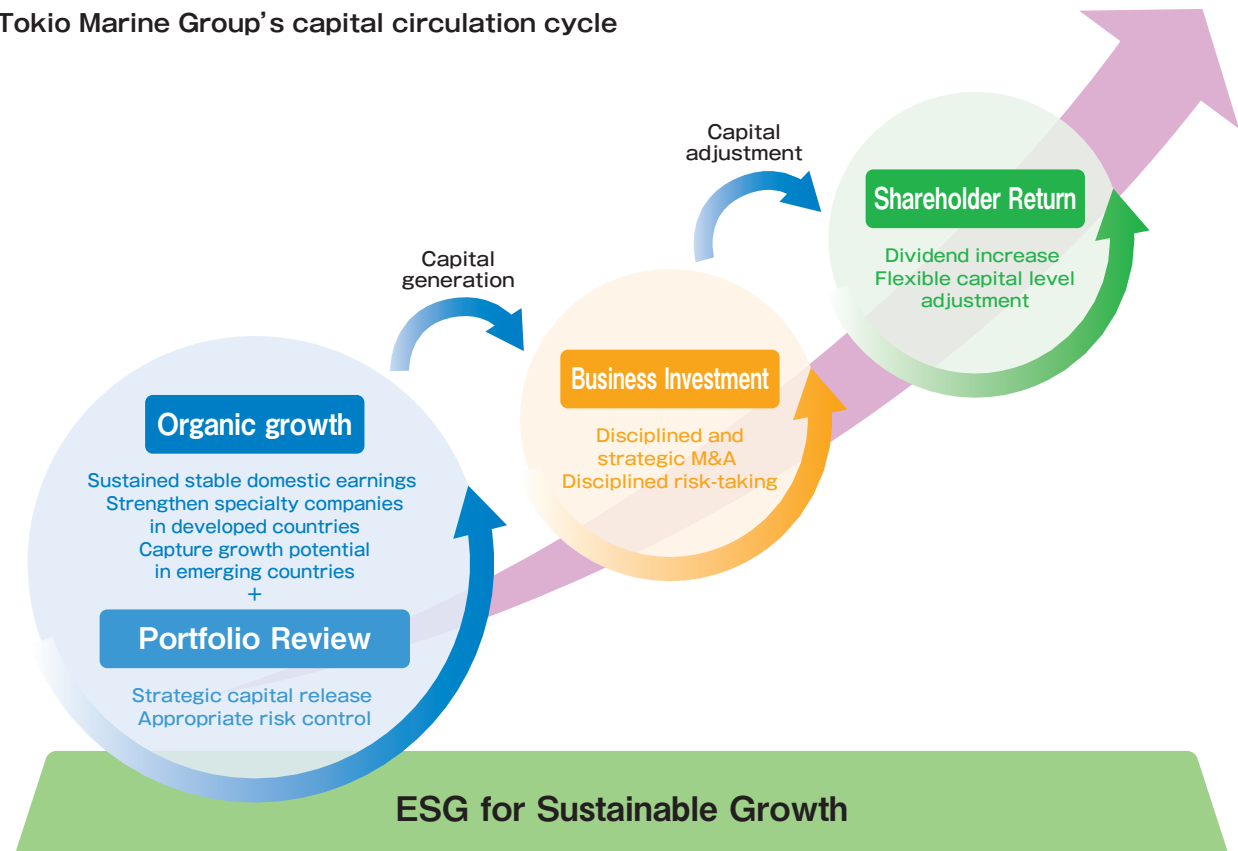 Tokio Marine Group’s capital circulation cycle
Capital
adjustment
Shareholder Return
Dividend increase
Flexible capital level
adjustment
Capital
generation
Business Investment
Disciplined and
strategic M&A
Disciplined risk-taking
Organic growth
Sustained stable domestic earnings
Strengthen specialty companies
in developed countries
Capture growth potential
in emerging countries
+
Portfolio Review
Strategic capital release
Appropriate risk control
ESG for Sustainable Growth